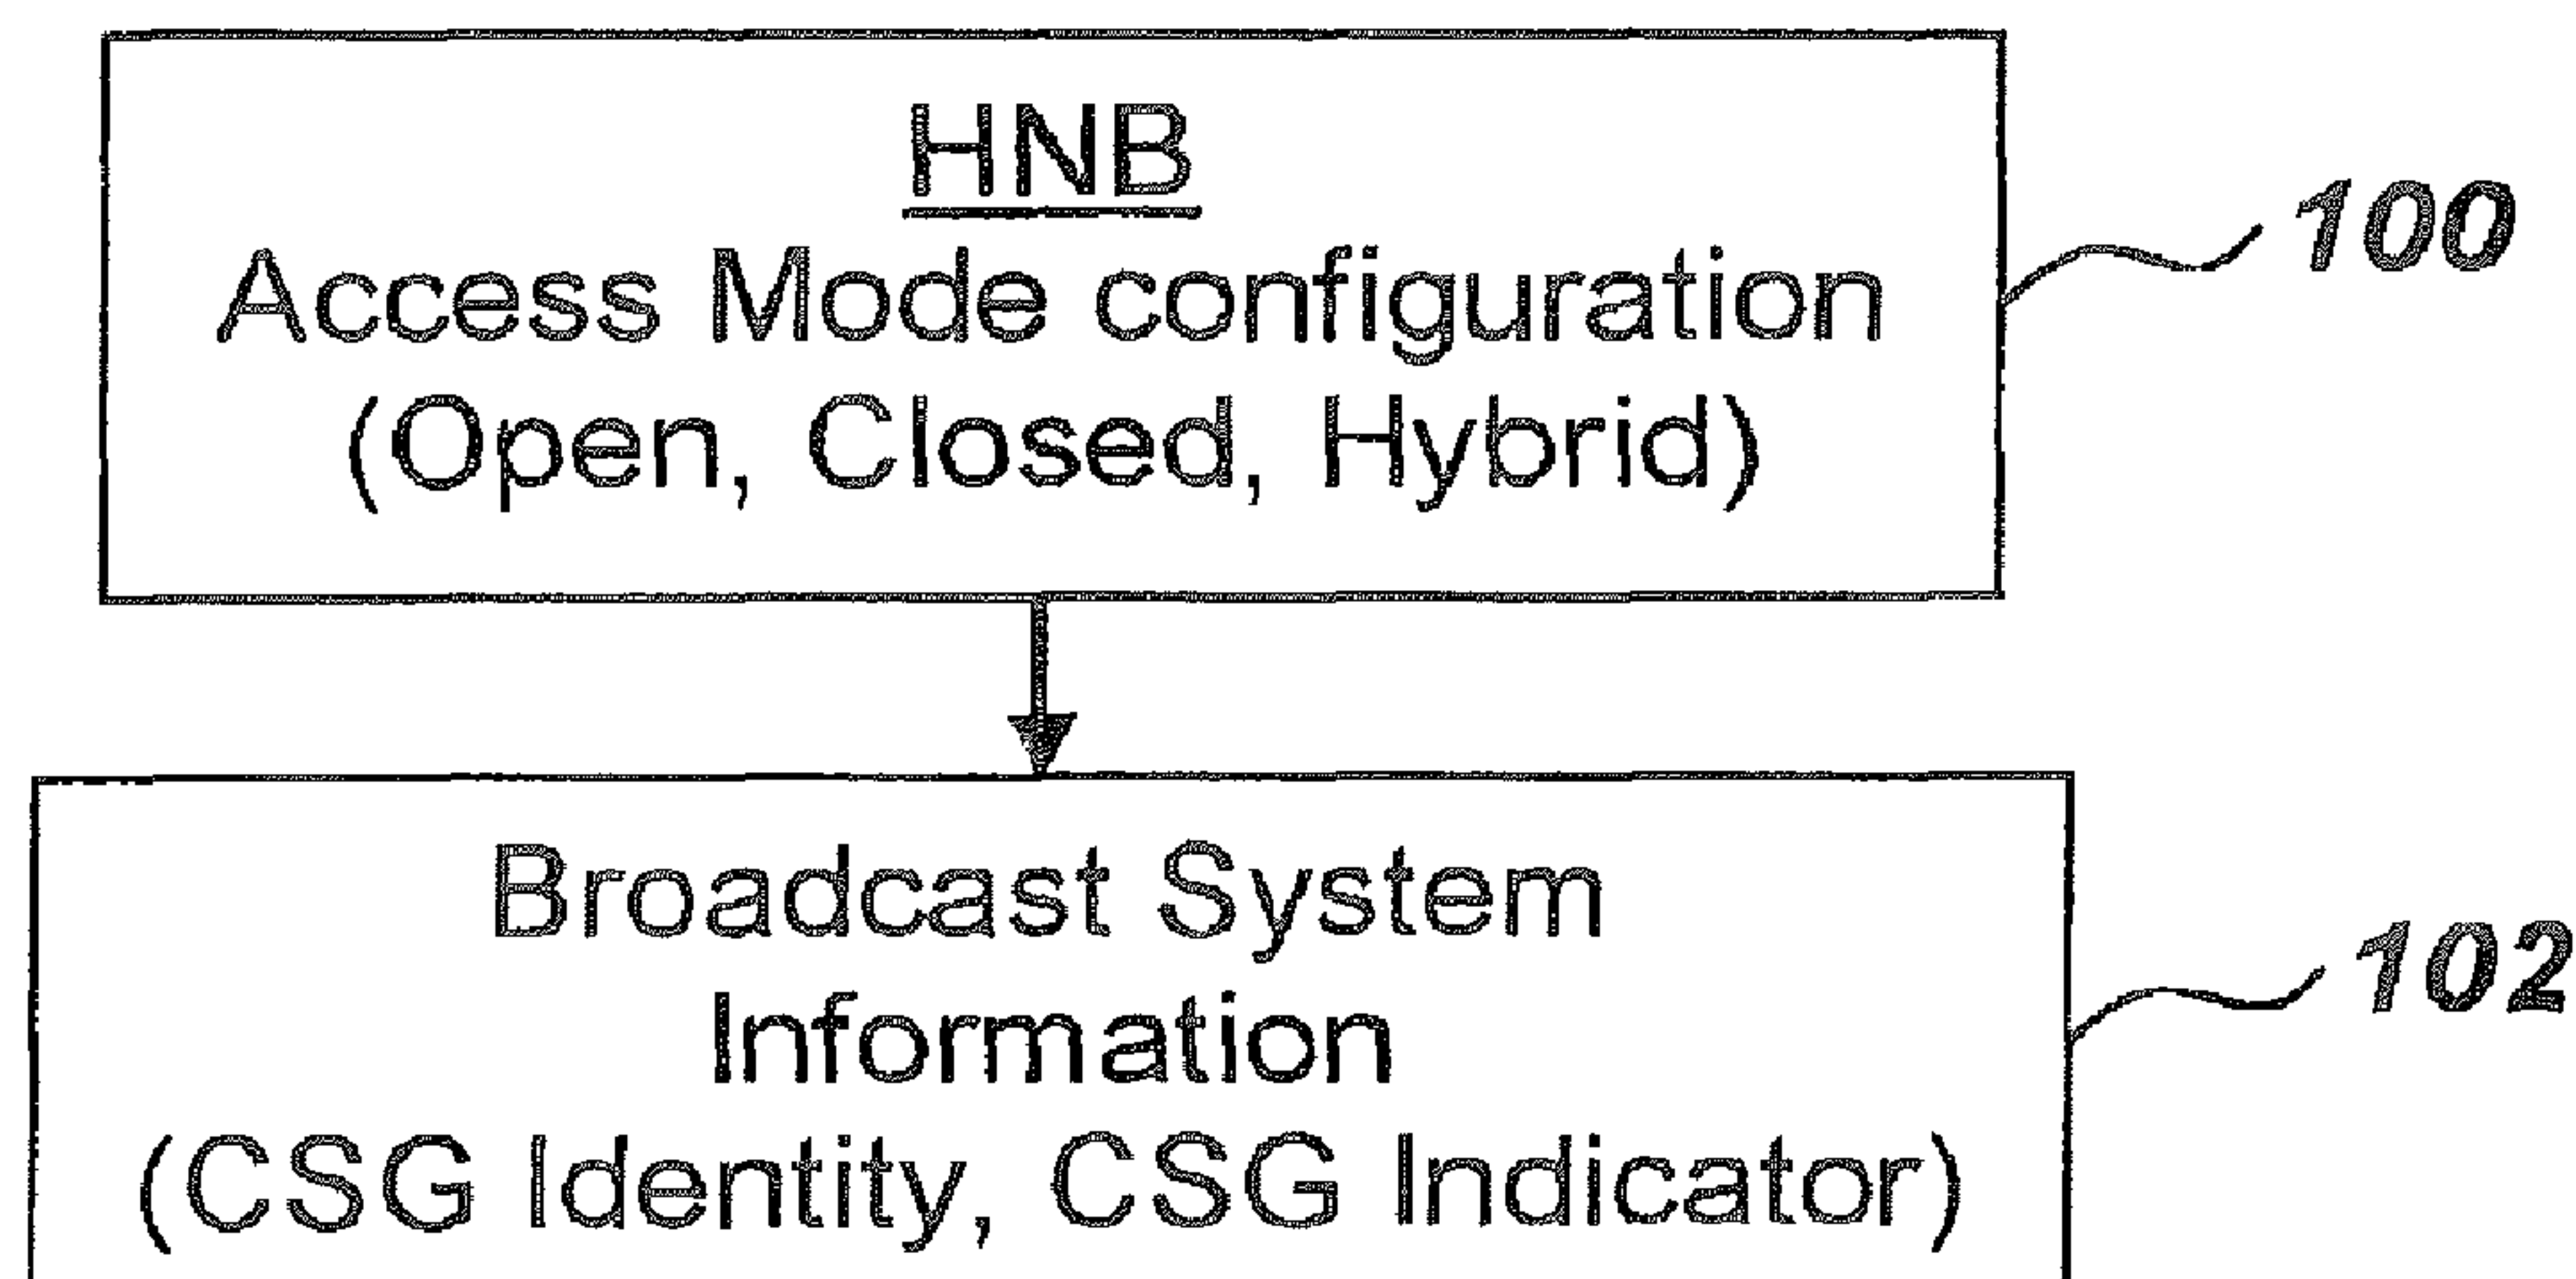 HNB
Access Mode configuration
(Open, Closed, Hybrid)
100
Broadcast System
Information
(CSG Identity, CSG Indicator)
102